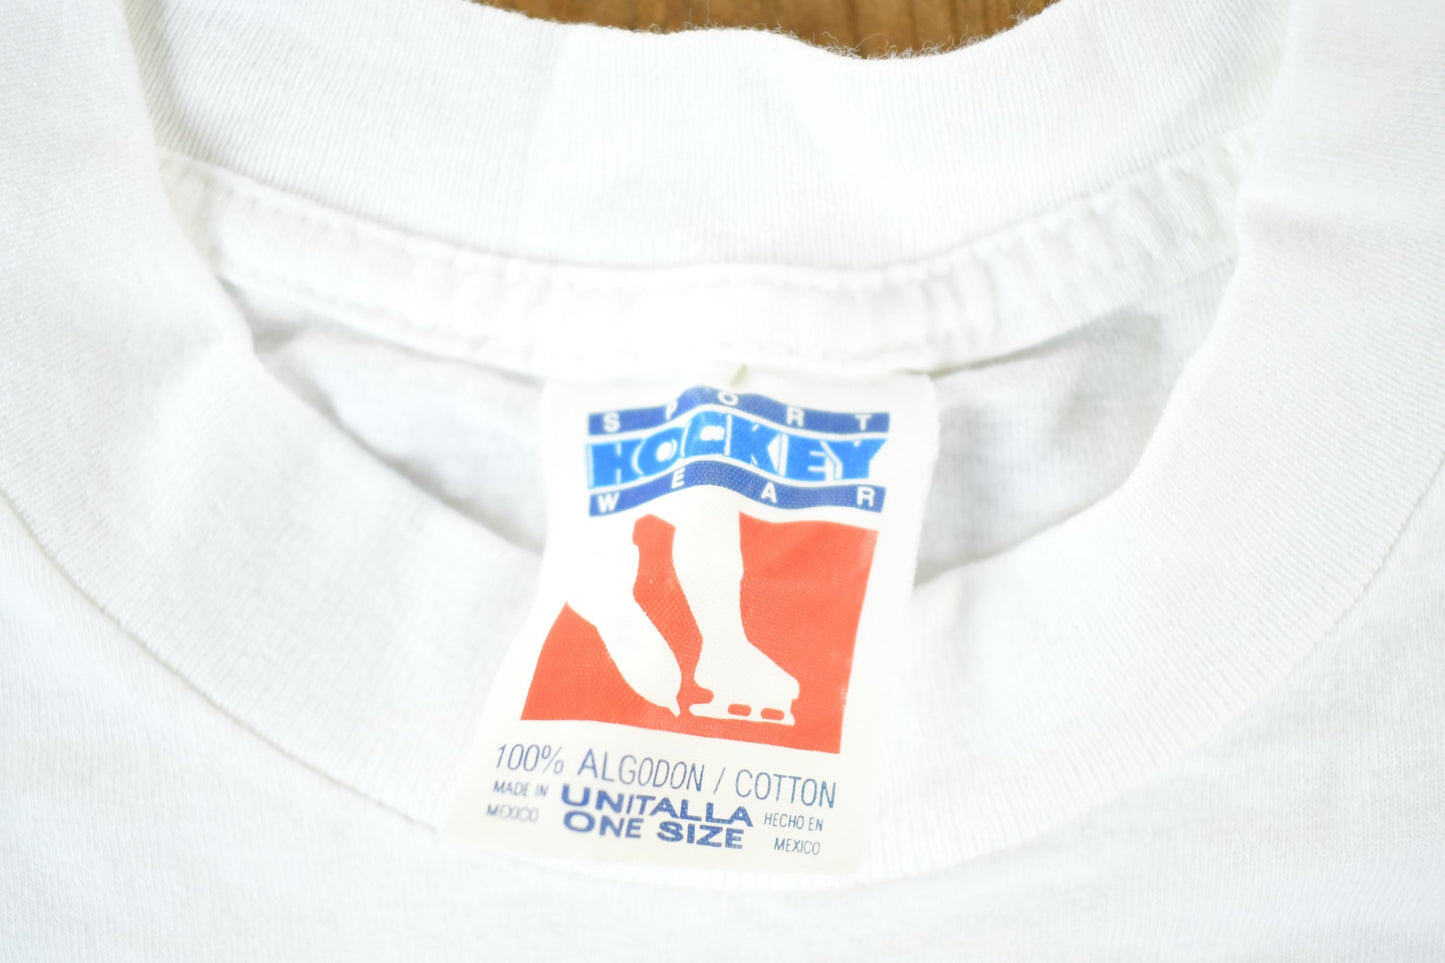 SPORT
HOCKEY
WEAR
100% ALGODON / COTTON
MADE IN MEXICO
UNITALLA
ONE SIZE
HECHO EN MEXICO